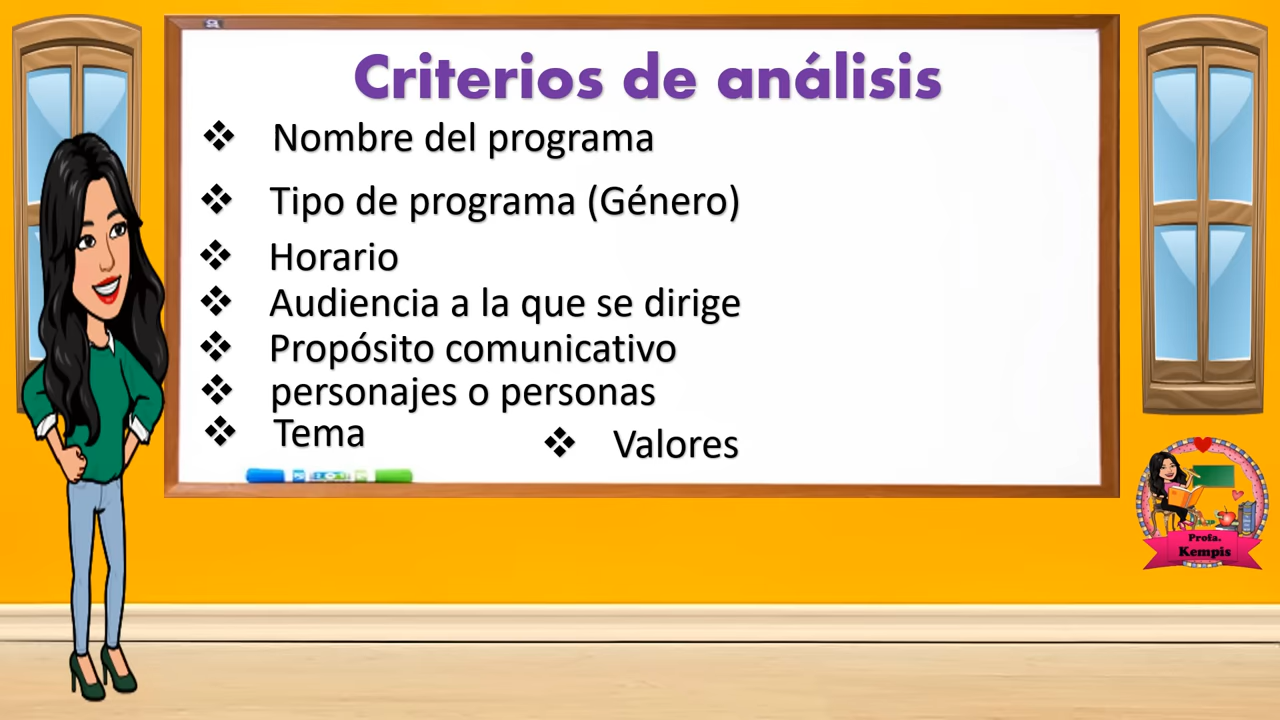 Criterios de análisis
❖ Nombre del programa
❖ Tipo de programa (Género)
❖ Horario
❖ Audiencia a la que se dirige
❖ Propósito comunicativo
❖ personajes o personas
❖ Tema
❖ Valores
Profa.
Kempis